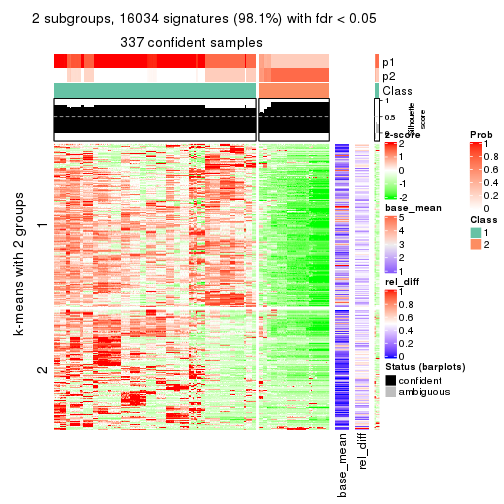 2 subgroups, 16034 signatures (98.1%) with fdr < 0.05
337 confident samples
p1
p2
Class
1
0.5
0
Silhouette
score
k-means with 2 groups
1
2
z-score
2
1
0
-1
-2
base_mean
5
4
3
2
1
rel_diff
1
0.8
0.6
0.4
0.2
0
Status (barplots)
confident
ambiguous
Prob
1
0.8
0.6
0.4
0.2
0
Class
1
2
base_mean
rel_diff